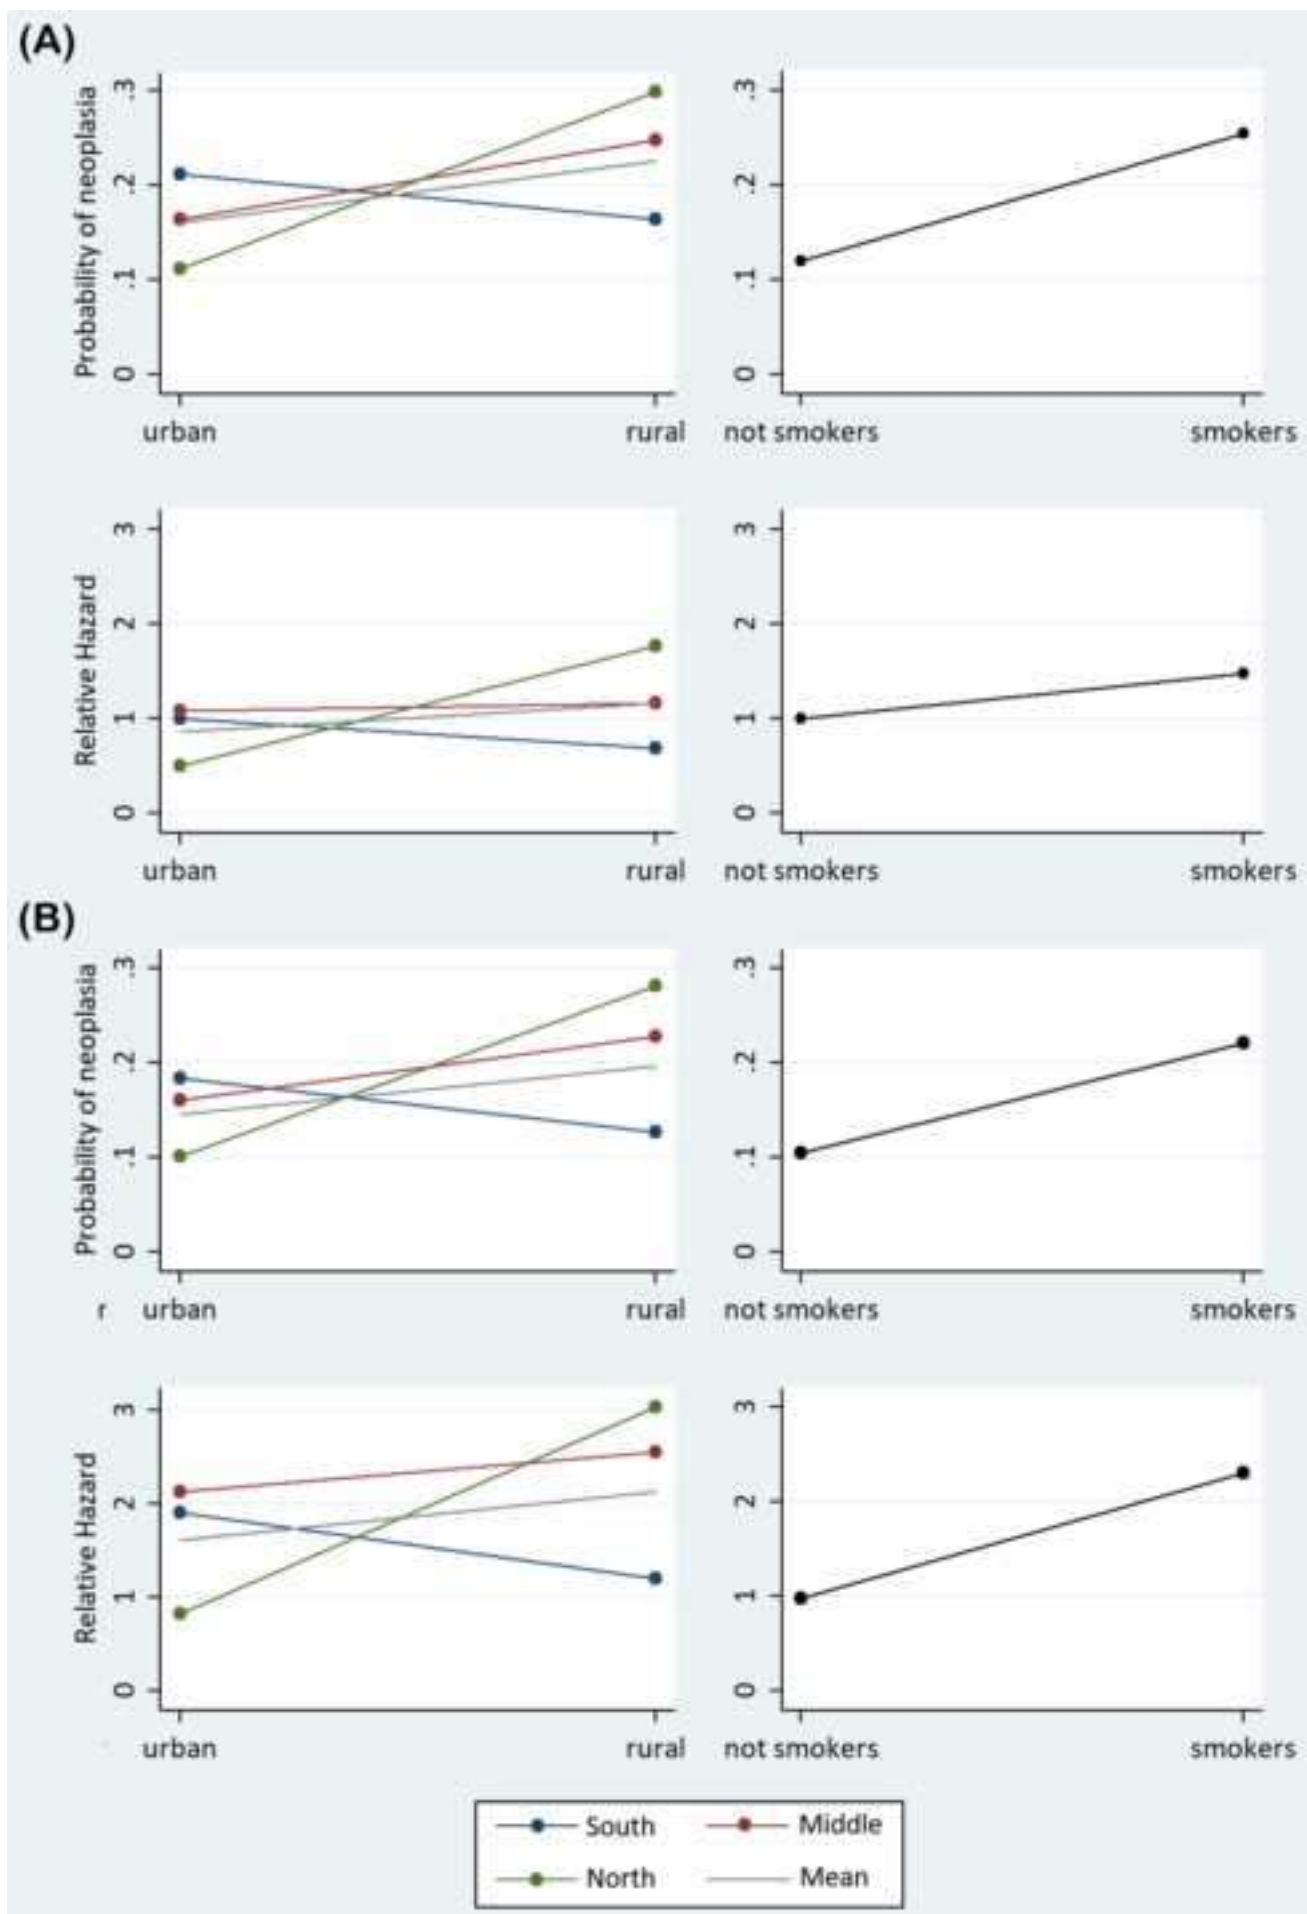 (A)
Probability of neoplasia
.3
.2
.1
0
urban
rural
.3
.2
.1
0
not smokers
smokers
Relative Hazard
3
2
1
0
urban
rural
3
2
1
0
not smokers
smokers
(B)
Probability of neoplasia
.3
.2
.1
0
r urban
rural
.3
.2
.1
0
not smokers
smokers
Relative Hazard
3
2
1
0
urban
rural
3
2
1
0
not smokers
smokers
South
Middle
North
Mean